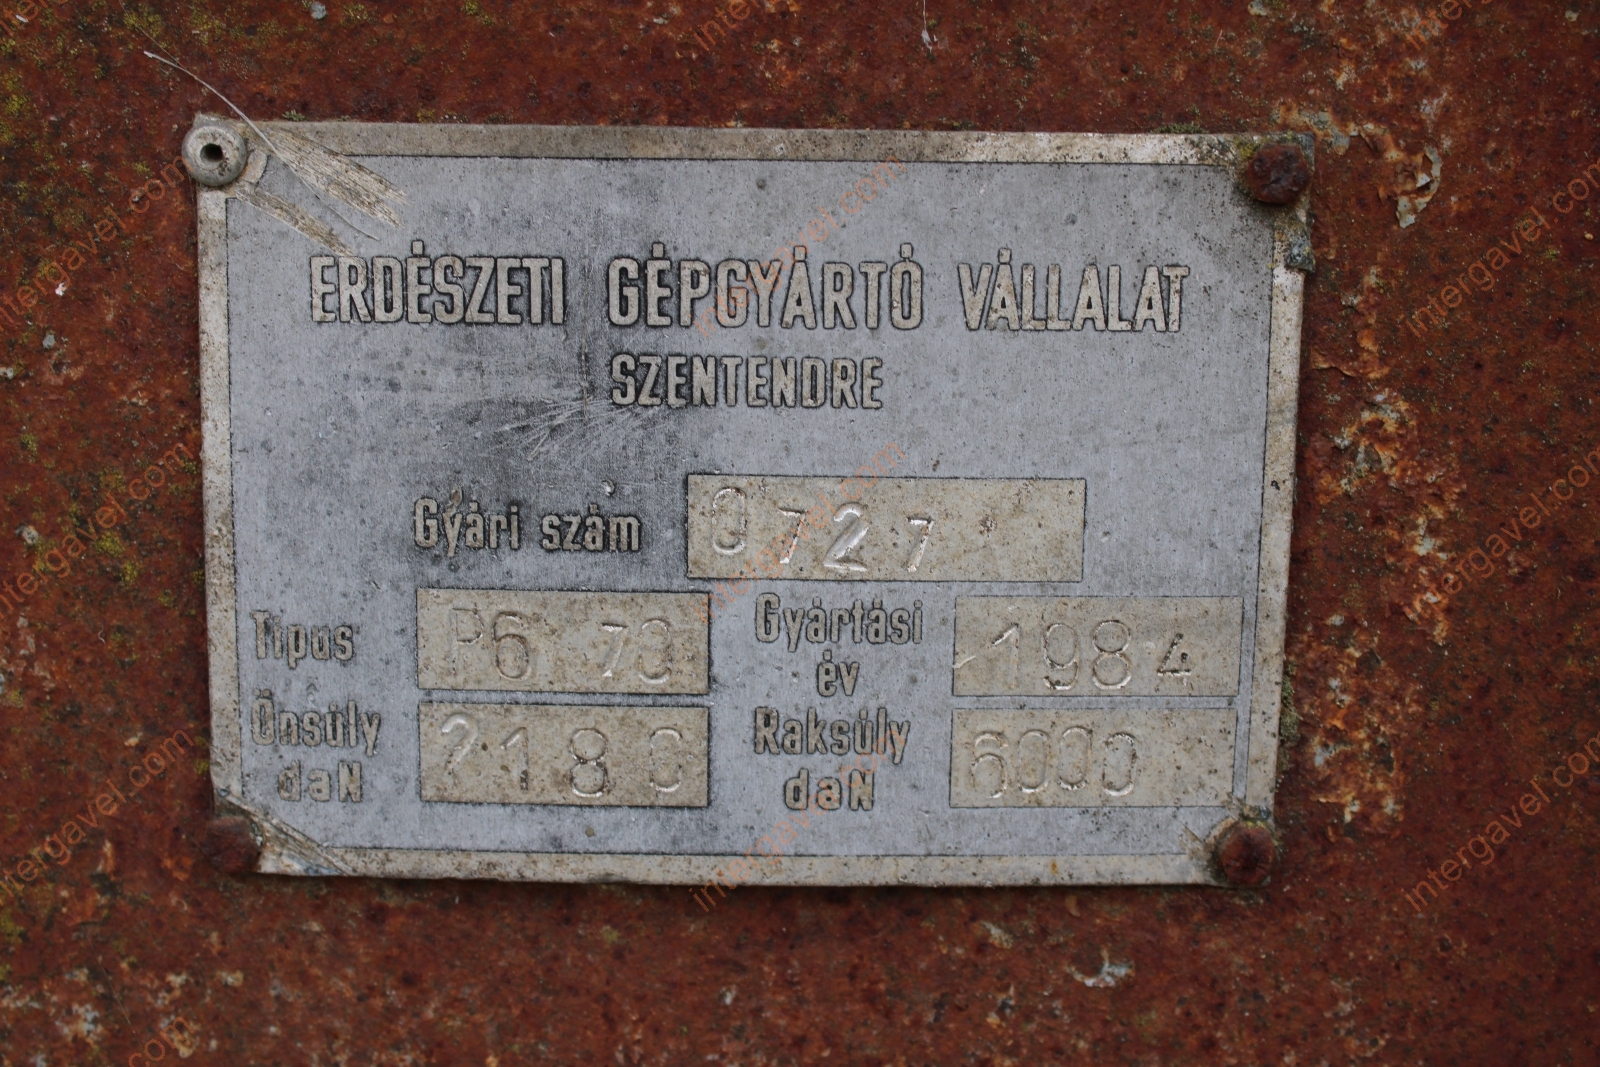 ERDÉSZETI GÉPGYÁRTÓ VÁLLALAT
SZENTENDRE
Gyári szám 0727
Tipus P6 70
Gyártási év 1984
Önsúly daN 2180
Raksúly daN 6000
intergavel.com